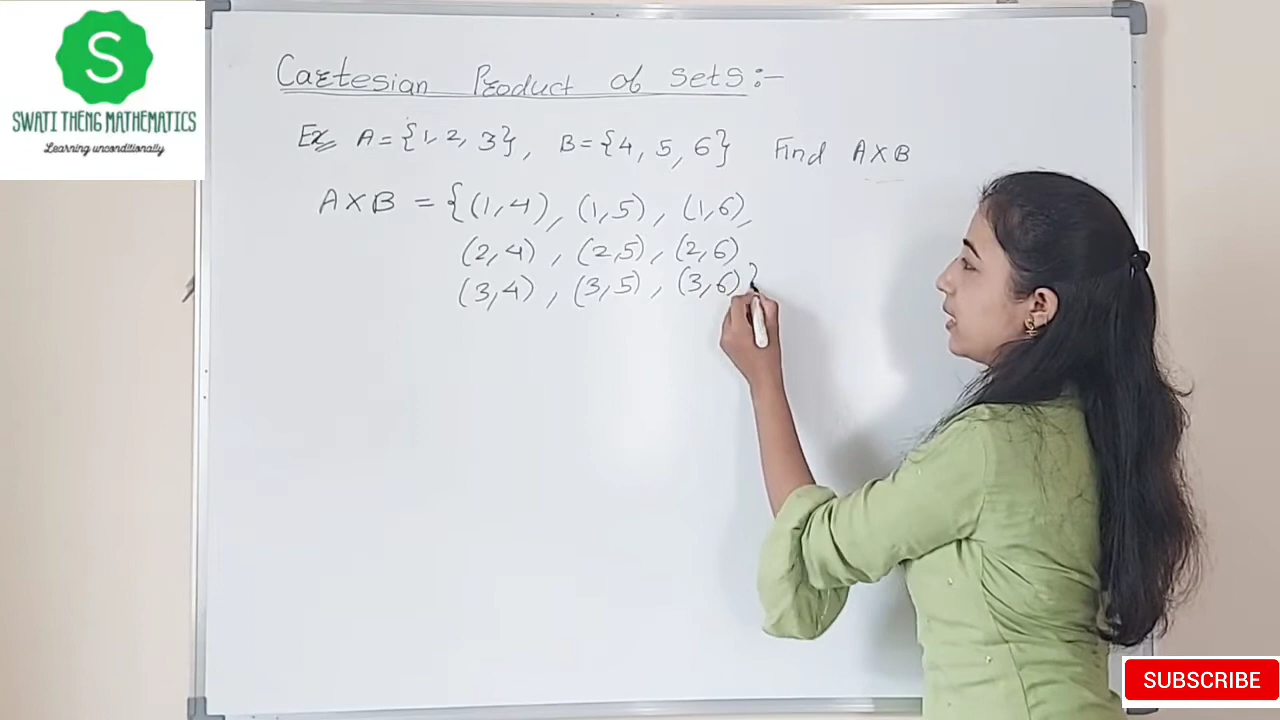 S
SWATI THENG MATHEMATICS
Learning unconditionally
Cartesian Product of Sets :-
Ex A = {1, 2, 3}, B = {4, 5, 6} Find A X B
A X B = {(1, 4), (1, 5), (1, 6),
(2, 4), (2, 5), (2, 6)
(3, 4), (3, 5), (3, 6)}
SUBSCRIBE